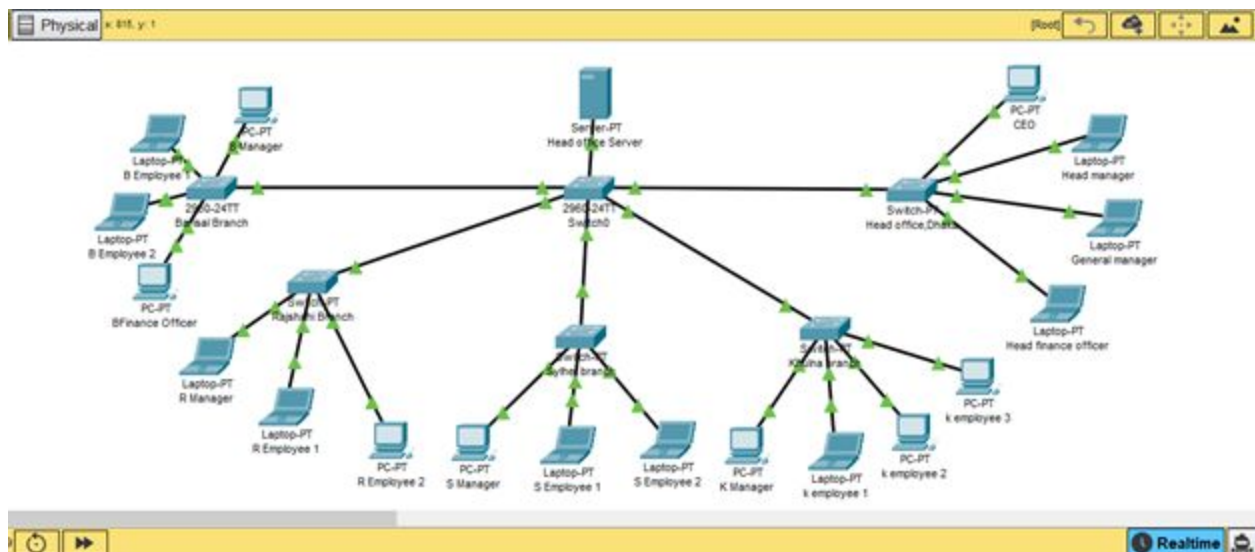 Physical x: 815, y: 1
[Root]
PC-PT
B Manager
Laptop-PT
B Employee 1
2960-24TT
Barisal Branch
Laptop-PT
B Employee 2
PC-PT
BFinance Officer
Server-PT
Head office Server
2960-24TT
Switch0
PC-PT
CEO
Laptop-PT
Head manager
Switch-PT
Head office,Dhaka
Laptop-PT
General manager
Laptop-PT
Head finance officer
Switch-PT
Rajshahi Branch
Laptop-PT
R Manager
Laptop-PT
R Employee 1
PC-PT
R Employee 2
Switch-PT
Sylhet branch
PC-PT
S Manager
Laptop-PT
S Employee 1
Laptop-PT
S Employee 2
Switch-PT
Khulna branch
PC-PT
K Manager
Laptop-PT
k employee 1
PC-PT
k employee 2
PC-PT
k employee 3
Realtime